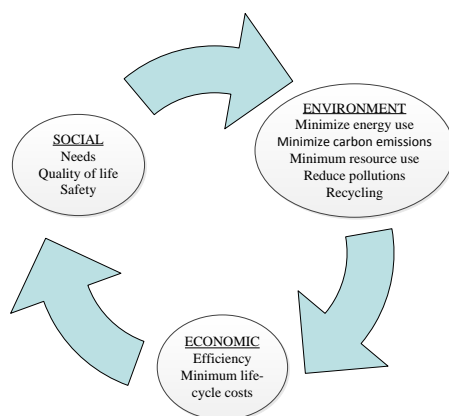 SOCIAL
Needs
Quality of life
Safety
ENVIRONMENT
Minimize energy use
Minimize carbon emissions
Minimum resource use
Reduce pollutions
Recycling
ECONOMIC
Efficiency
Minimum life-
cycle costs